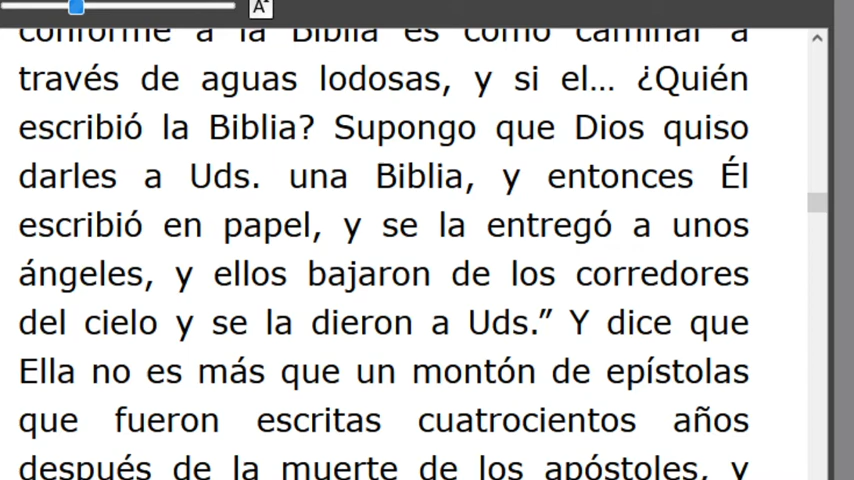 A
conforme a la Biblia es como caminar a
través de aguas lodosas, y si el... ¿Quién
escribió la Biblia? Supongo que Dios quiso
darles a Uds. una Biblia, y entonces Él
escribió en papel, y se la entregó a unos
ángeles, y ellos bajaron de los corredores
del cielo y se la dieron a Uds.” Y dice que
Ella no es más que un montón de epístolas
que fueron escritas cuatrocientos años
después de la muerte de los apóstoles, y